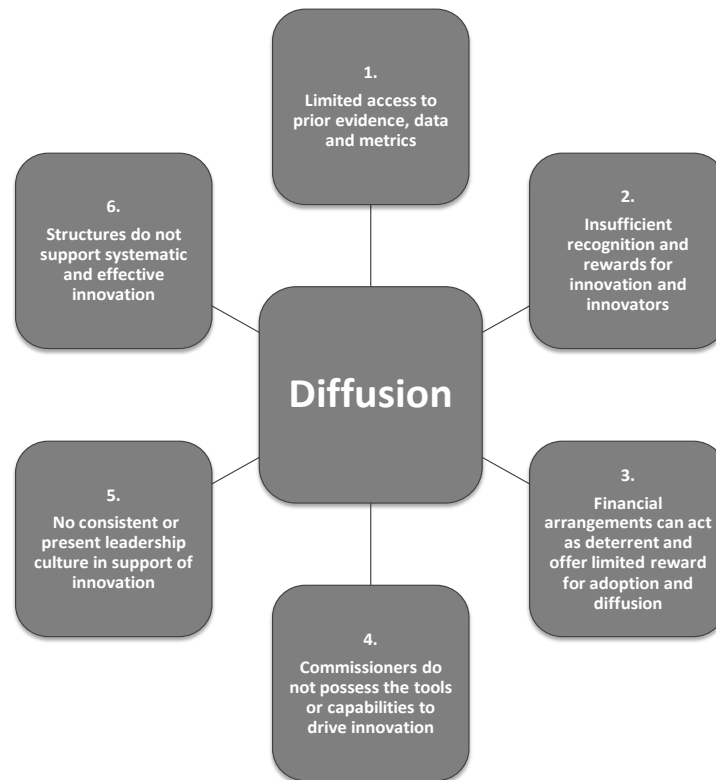 1.
Limited access to
prior evidence, data
and metrics
2.
Insufficient
recognition and
rewards for
innovation and
innovators
3.
Financial
arrangements can act
as deterrent and
offer limited reward
for adoption and
diffusion
4.
Commissioners do
not possess the tools
or capabilities to
drive innovation
5.
No consistent or
present leadership
culture in support of
innovation
6.
Structures do not
support systematic
and effective
innovation
Diffusion